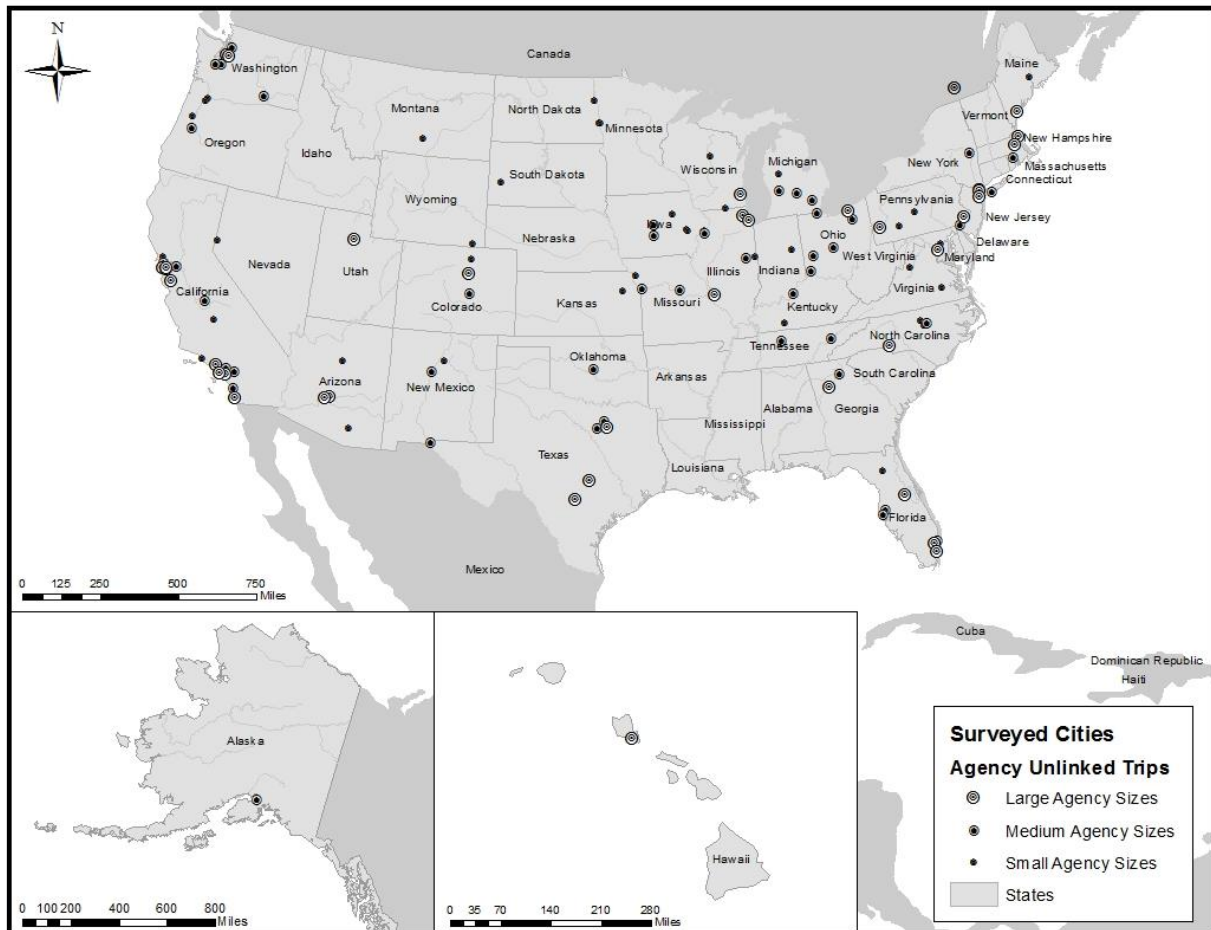 N
Canada
Washington
Montana
North Dakota
Minnesota
Maine
Vermont
Oregon
Idaho
South Dakota
Wisconsin
Michigan
New York
New Hampshire
Massachusetts
Connecticut
Wyoming
Nebraska
Iowa
Pennsylvania
New Jersey
Nevada
Utah
Ohio
Delaware
Maryland
West Virginia
Virginia
California
Colorado
Kansas
Missouri
Illinois
Indiana
Kentucky
Arizona
New Mexico
Oklahoma
Arkansas
Tennessee
North Carolina
South Carolina
Texas
Mississippi
Alabama
Georgia
Louisiana
Florida
Mexico
0 125 250 500 750
Miles
Cuba
Dominican Republic
Haiti
Alaska
0 100 200 400 600 800
Miles
Hawaii
0 35 70 140 210 280
Miles
Surveyed Cities
Agency Unlinked Trips
Large Agency Sizes
Medium Agency Sizes
Small Agency Sizes
States